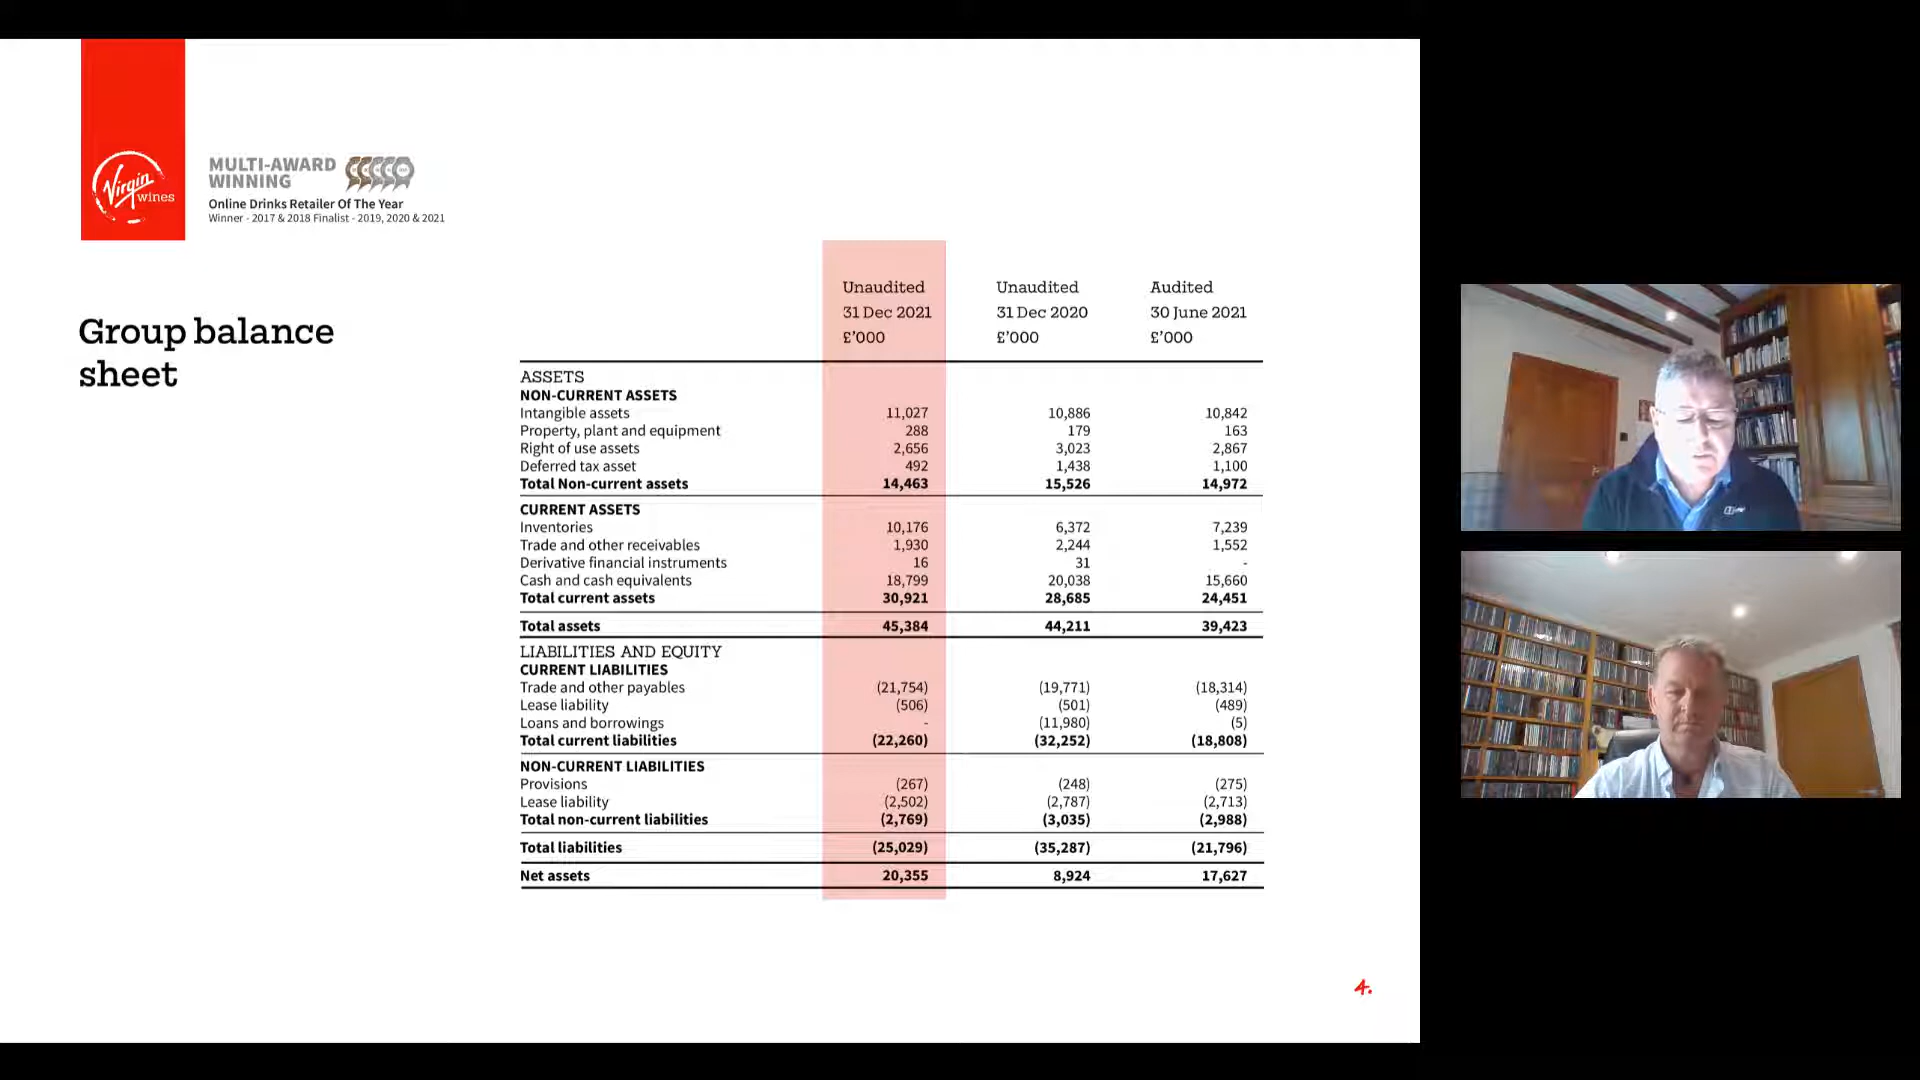 Virgin
wines
MULTI-AWARD
WINNING
Online Drinks Retailer Of The Year
Winner - 2017 & 2018 Finalist - 2019, 2020 & 2021
Group balance
sheet
Unaudited Unaudited Audited
31 Dec 2021 31 Dec 2020 30 June 2021
£'000 £'000 £'000
ASSETS
NON-CURRENT ASSETS
Intangible assets 11,027 10,886 10,842
Property, plant and equipment 288 179 163
Right of use assets 2,656 3,023 2,867
Deferred tax asset 492 1,438 1,100
Total Non-current assets 14,463 15,526 14,972
CURRENT ASSETS
Inventories 10,176 6,372 7,239
Trade and other receivables 1,930 2,244 1,552
Derivative financial instruments 16 31 -
Cash and cash equivalents 18,799 20,038 15,660
Total current assets 30,921 28,685 24,451
Total assets 45,384 44,211 39,423
LIABILITIES AND EQUITY
CURRENT LIABILITIES
Trade and other payables (21,754) (19,771) (18,314)
Lease liability (506) (501) (489)
Loans and borrowings - (11,980) (5)
Total current liabilities (22,260) (32,252) (18,808)
NON-CURRENT LIABILITIES
Provisions (267) (248) (275)
Lease liability (2,502) (2,787) (2,713)
Total non-current liabilities (2,769) (3,035) (2,988)
Total liabilities (25,029) (35,287) (21,796)
Net assets 20,355 8,924 17,627
4.